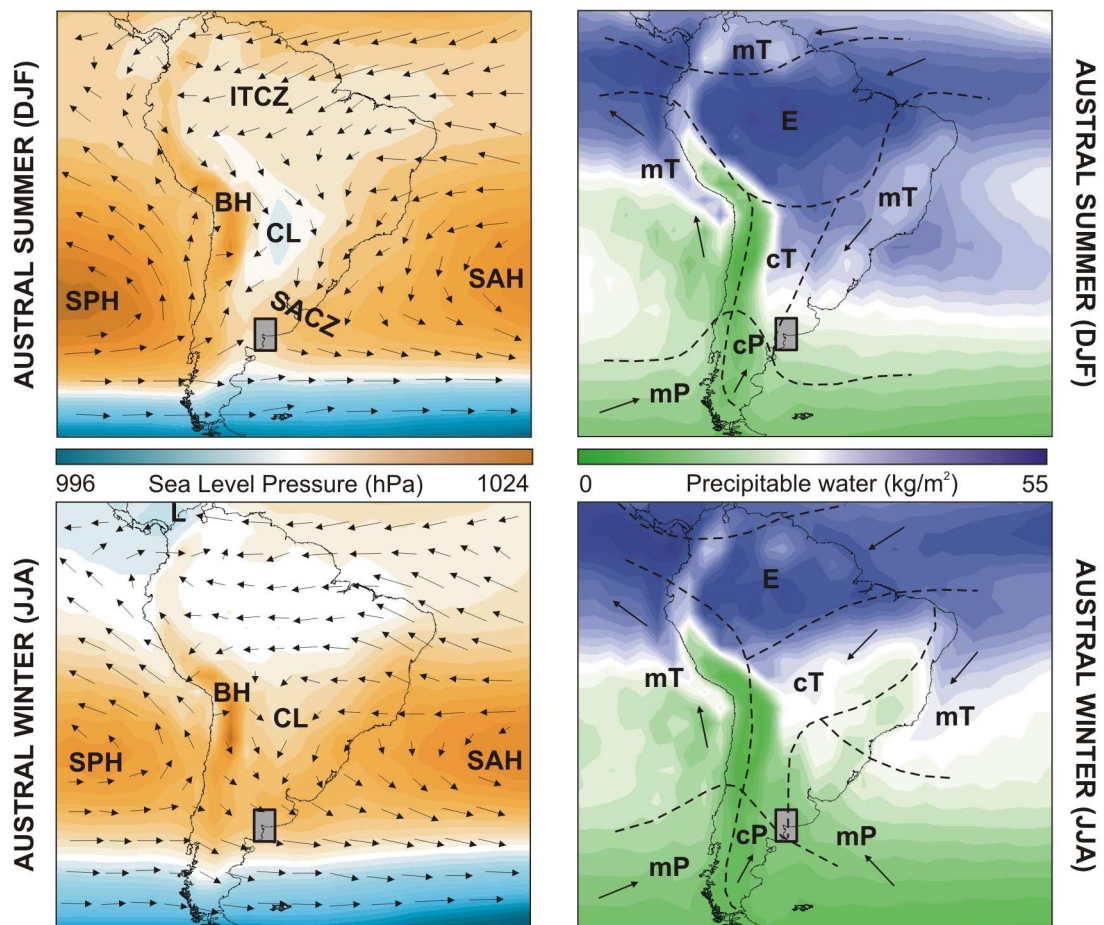 AUSTRAL SUMMER (DJF)
ITCZ
BH
CL
SPH
SAH
SACZ
mT
E
mT
mT
cT
cP
mP
AUSTRAL SUMMER (DJF)
996 Sea Level Pressure (hPa) 1024
0 Precipitable water (kg/m²) 55
AUSTRAL WINTER (JJA)
L
BH
CL
SPH
SAH
E
mT
cT
mT
cP
mP
mP
AUSTRAL WINTER (JJA)